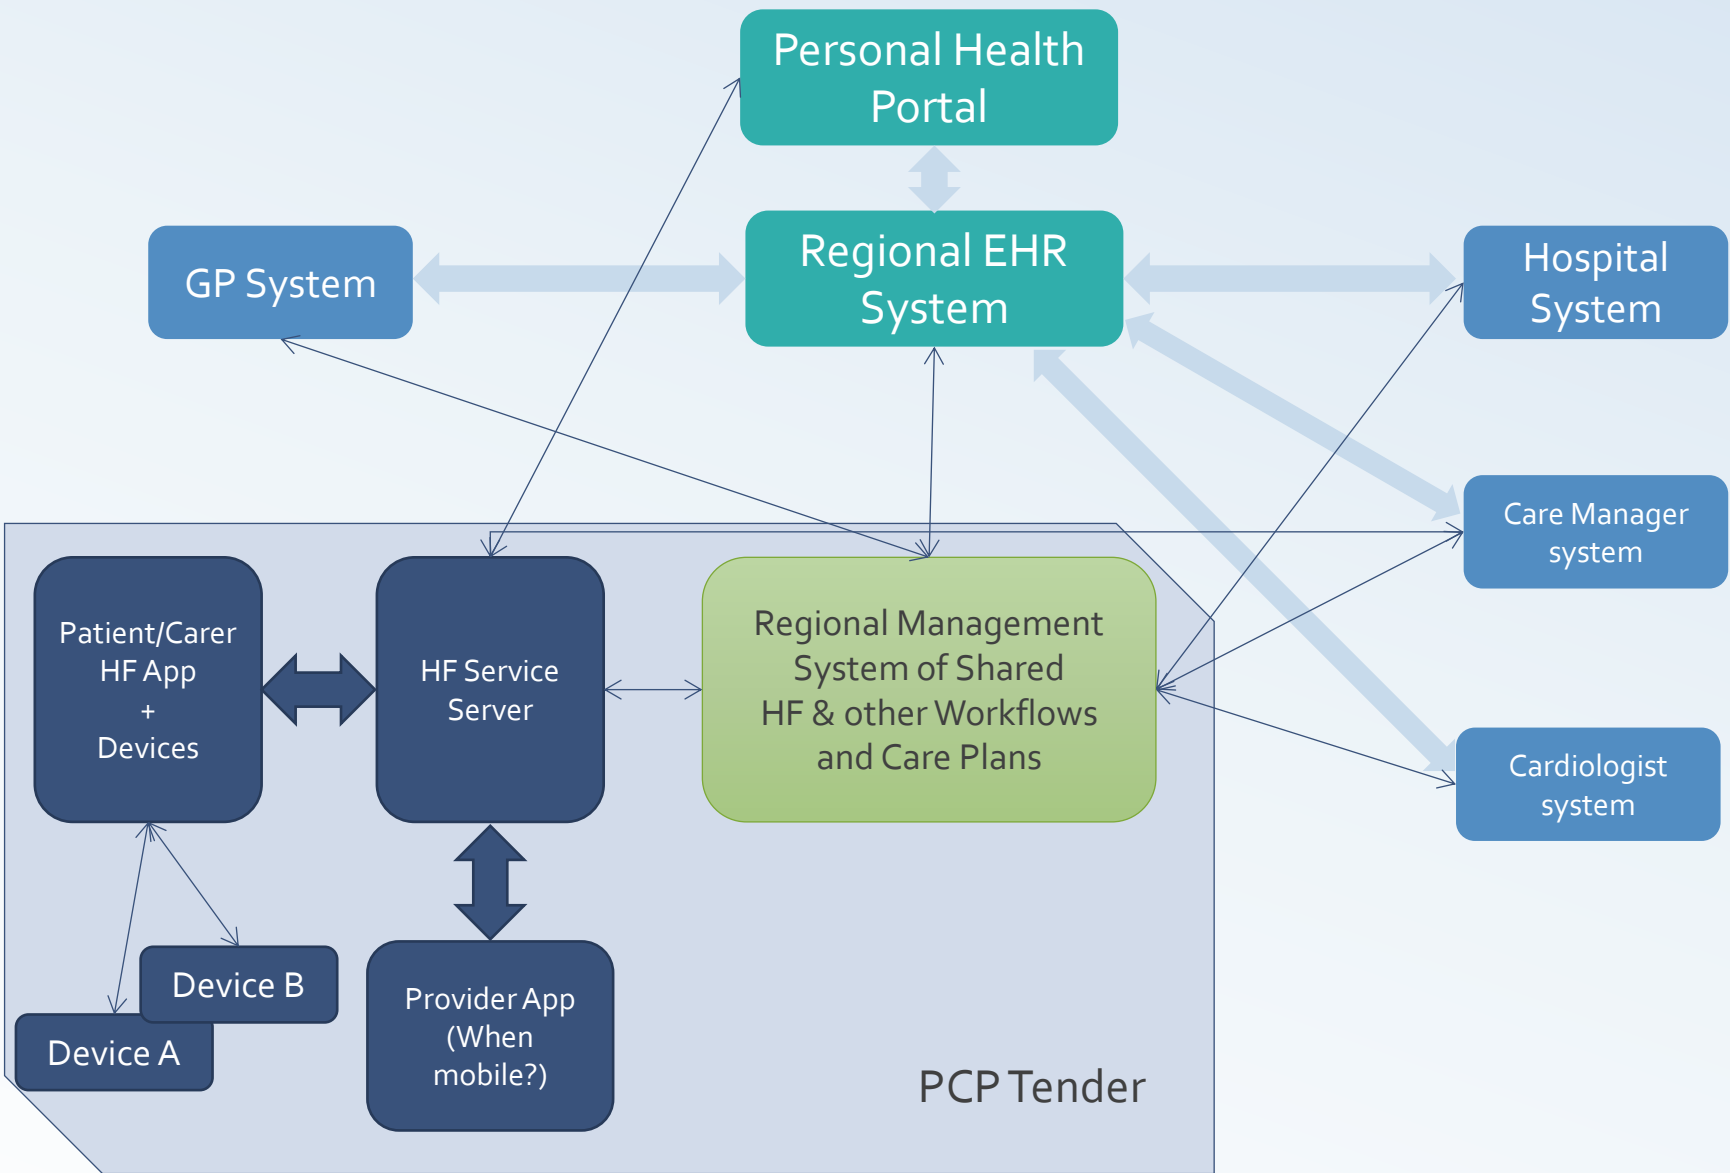 Personal Health
Portal
GP System
Regional EHR
System
Hospital
System
Care Manager
system
Patient/Carer
HF App
+
Devices
HF Service
Server
Regional Management
System of Shared
HF & other Workflows
and Care Plans
Cardiologist
system
Device B
Device A
Provider App
(When
mobile?)
PCP Tender